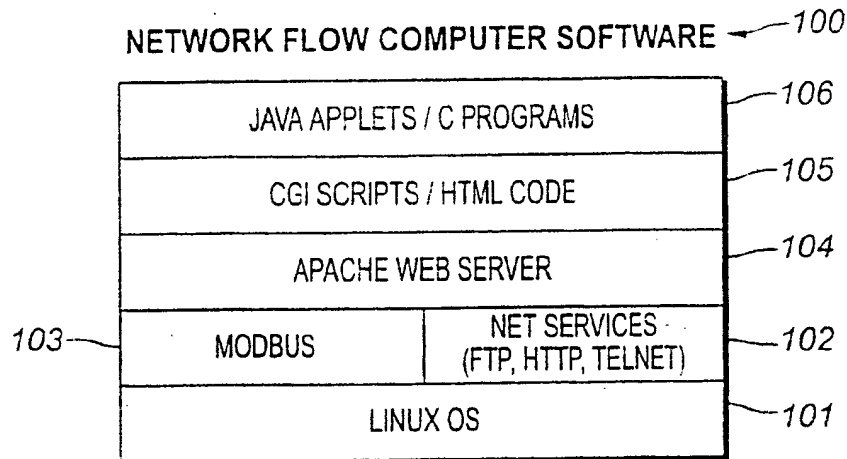 NETWORK FLOW COMPUTER SOFTWARE 100
JAVA APPLETS / C PROGRAMS 106
CGI SCRIPTS / HTML CODE 105
APACHE WEB SERVER 104
103 MODBUS NET SERVICES (FTP, HTTP, TELNET) 102
LINUX OS 101